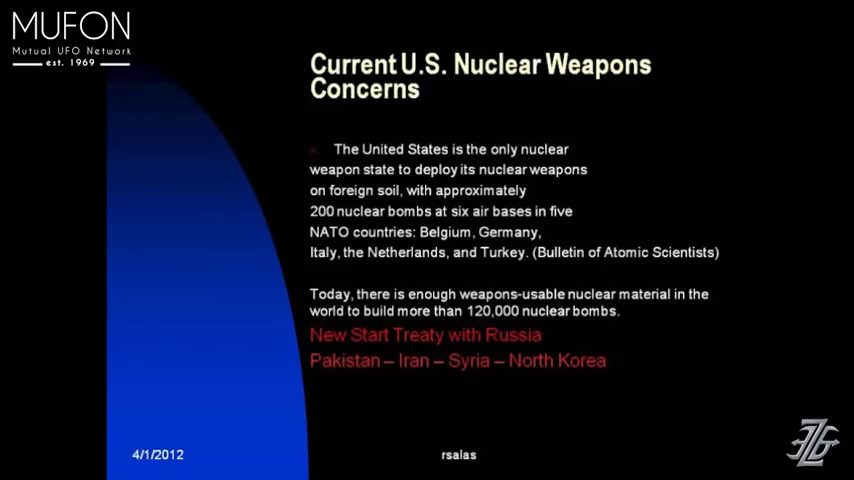 MUFON
Mutual UFO Network
est. 1969
Current U.S. Nuclear Weapons
Concerns
The United States is the only nuclear
weapon state to deploy its nuclear weapons
on foreign soil, with approximately
200 nuclear bombs at six air bases in five
NATO countries: Belgium, Germany,
Italy, the Netherlands, and Turkey. (Bulletin of Atomic Scientists)
Today, there is enough weapons-usable nuclear material in the
world to build more than 120,000 nuclear bombs.
New Start Treaty with Russia
Pakistan – Iran – Syria – North Korea
4/1/2012
rsalas